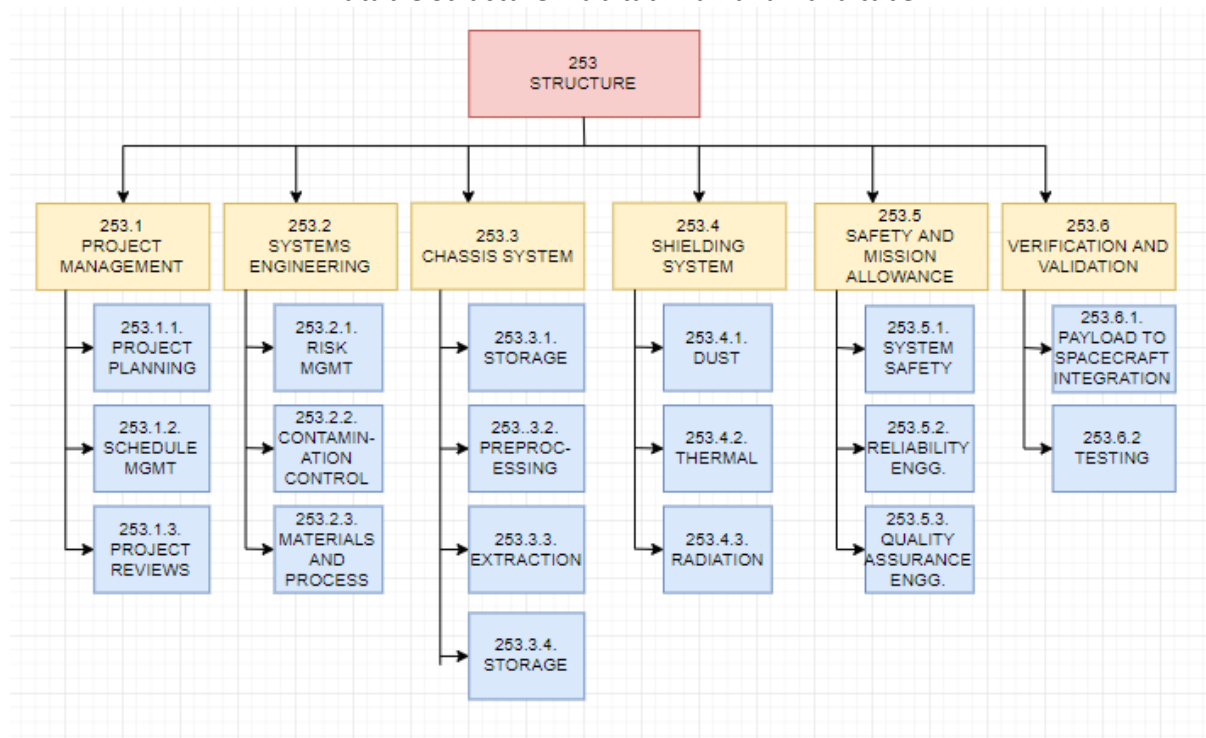 253
STRUCTURE
253.1
PROJECT
MANAGEMENT
253.2
SYSTEMS
ENGINEERING
253.3
CHASSIS SYSTEM
253.4
SHIELDING
SYSTEM
253.5
SAFETY AND
MISSION
ALLOWANCE
253.6
VERIFICATION AND
VALIDATION
253.1.1.
PROJECT
PLANNING
253.1.2.
SCHEDULE
MGMT
253.1.3.
PROJECT
REVIEWS
253.2.1.
RISK
MGMT
253.2.2.
CONTAMIN-
ATION
CONTROL
253.2.3.
MATERIALS
AND
PROCESS
253.3.1.
STORAGE
253..3.2.
PREPROC-
ESSING
253.3.3.
EXTRACTION
253.3.4.
STORAGE
253.4.1.
DUST
253.4.2.
THERMAL
253.4.3.
RADIATION
253.5.1.
SYSTEM
SAFETY
253.5.2.
RELIABILITY
ENGG.
253.5.3.
QUALITY
ASSURANCE
ENGG.
253.6.1.
PAYLOAD TO
SPACECRAFT
INTEGRATION
253.6.2
TESTING